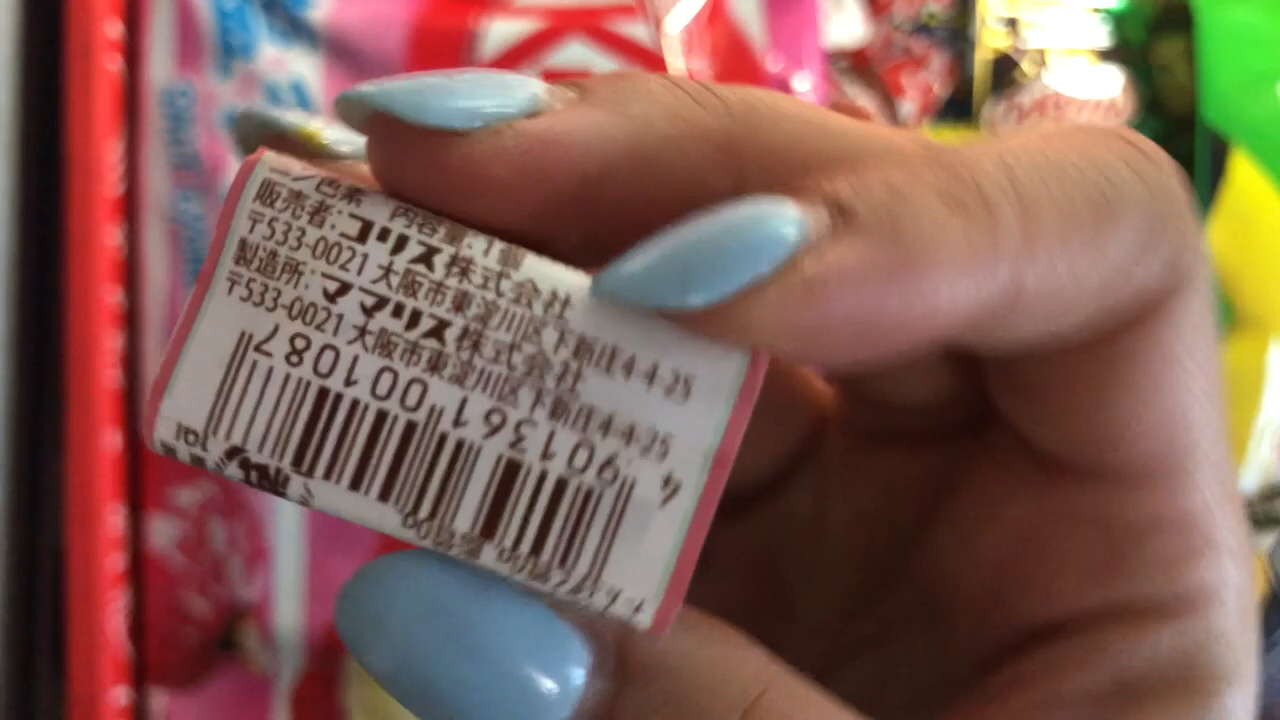 色素 内容量:1個
販売者:コリス株式会社
〒533-0021 大阪市東淀川区下新庄4-4-25
製造所:ママリス株式会社
〒533-0021 大阪市東淀川区下新庄4-4-25
4 901361 001087